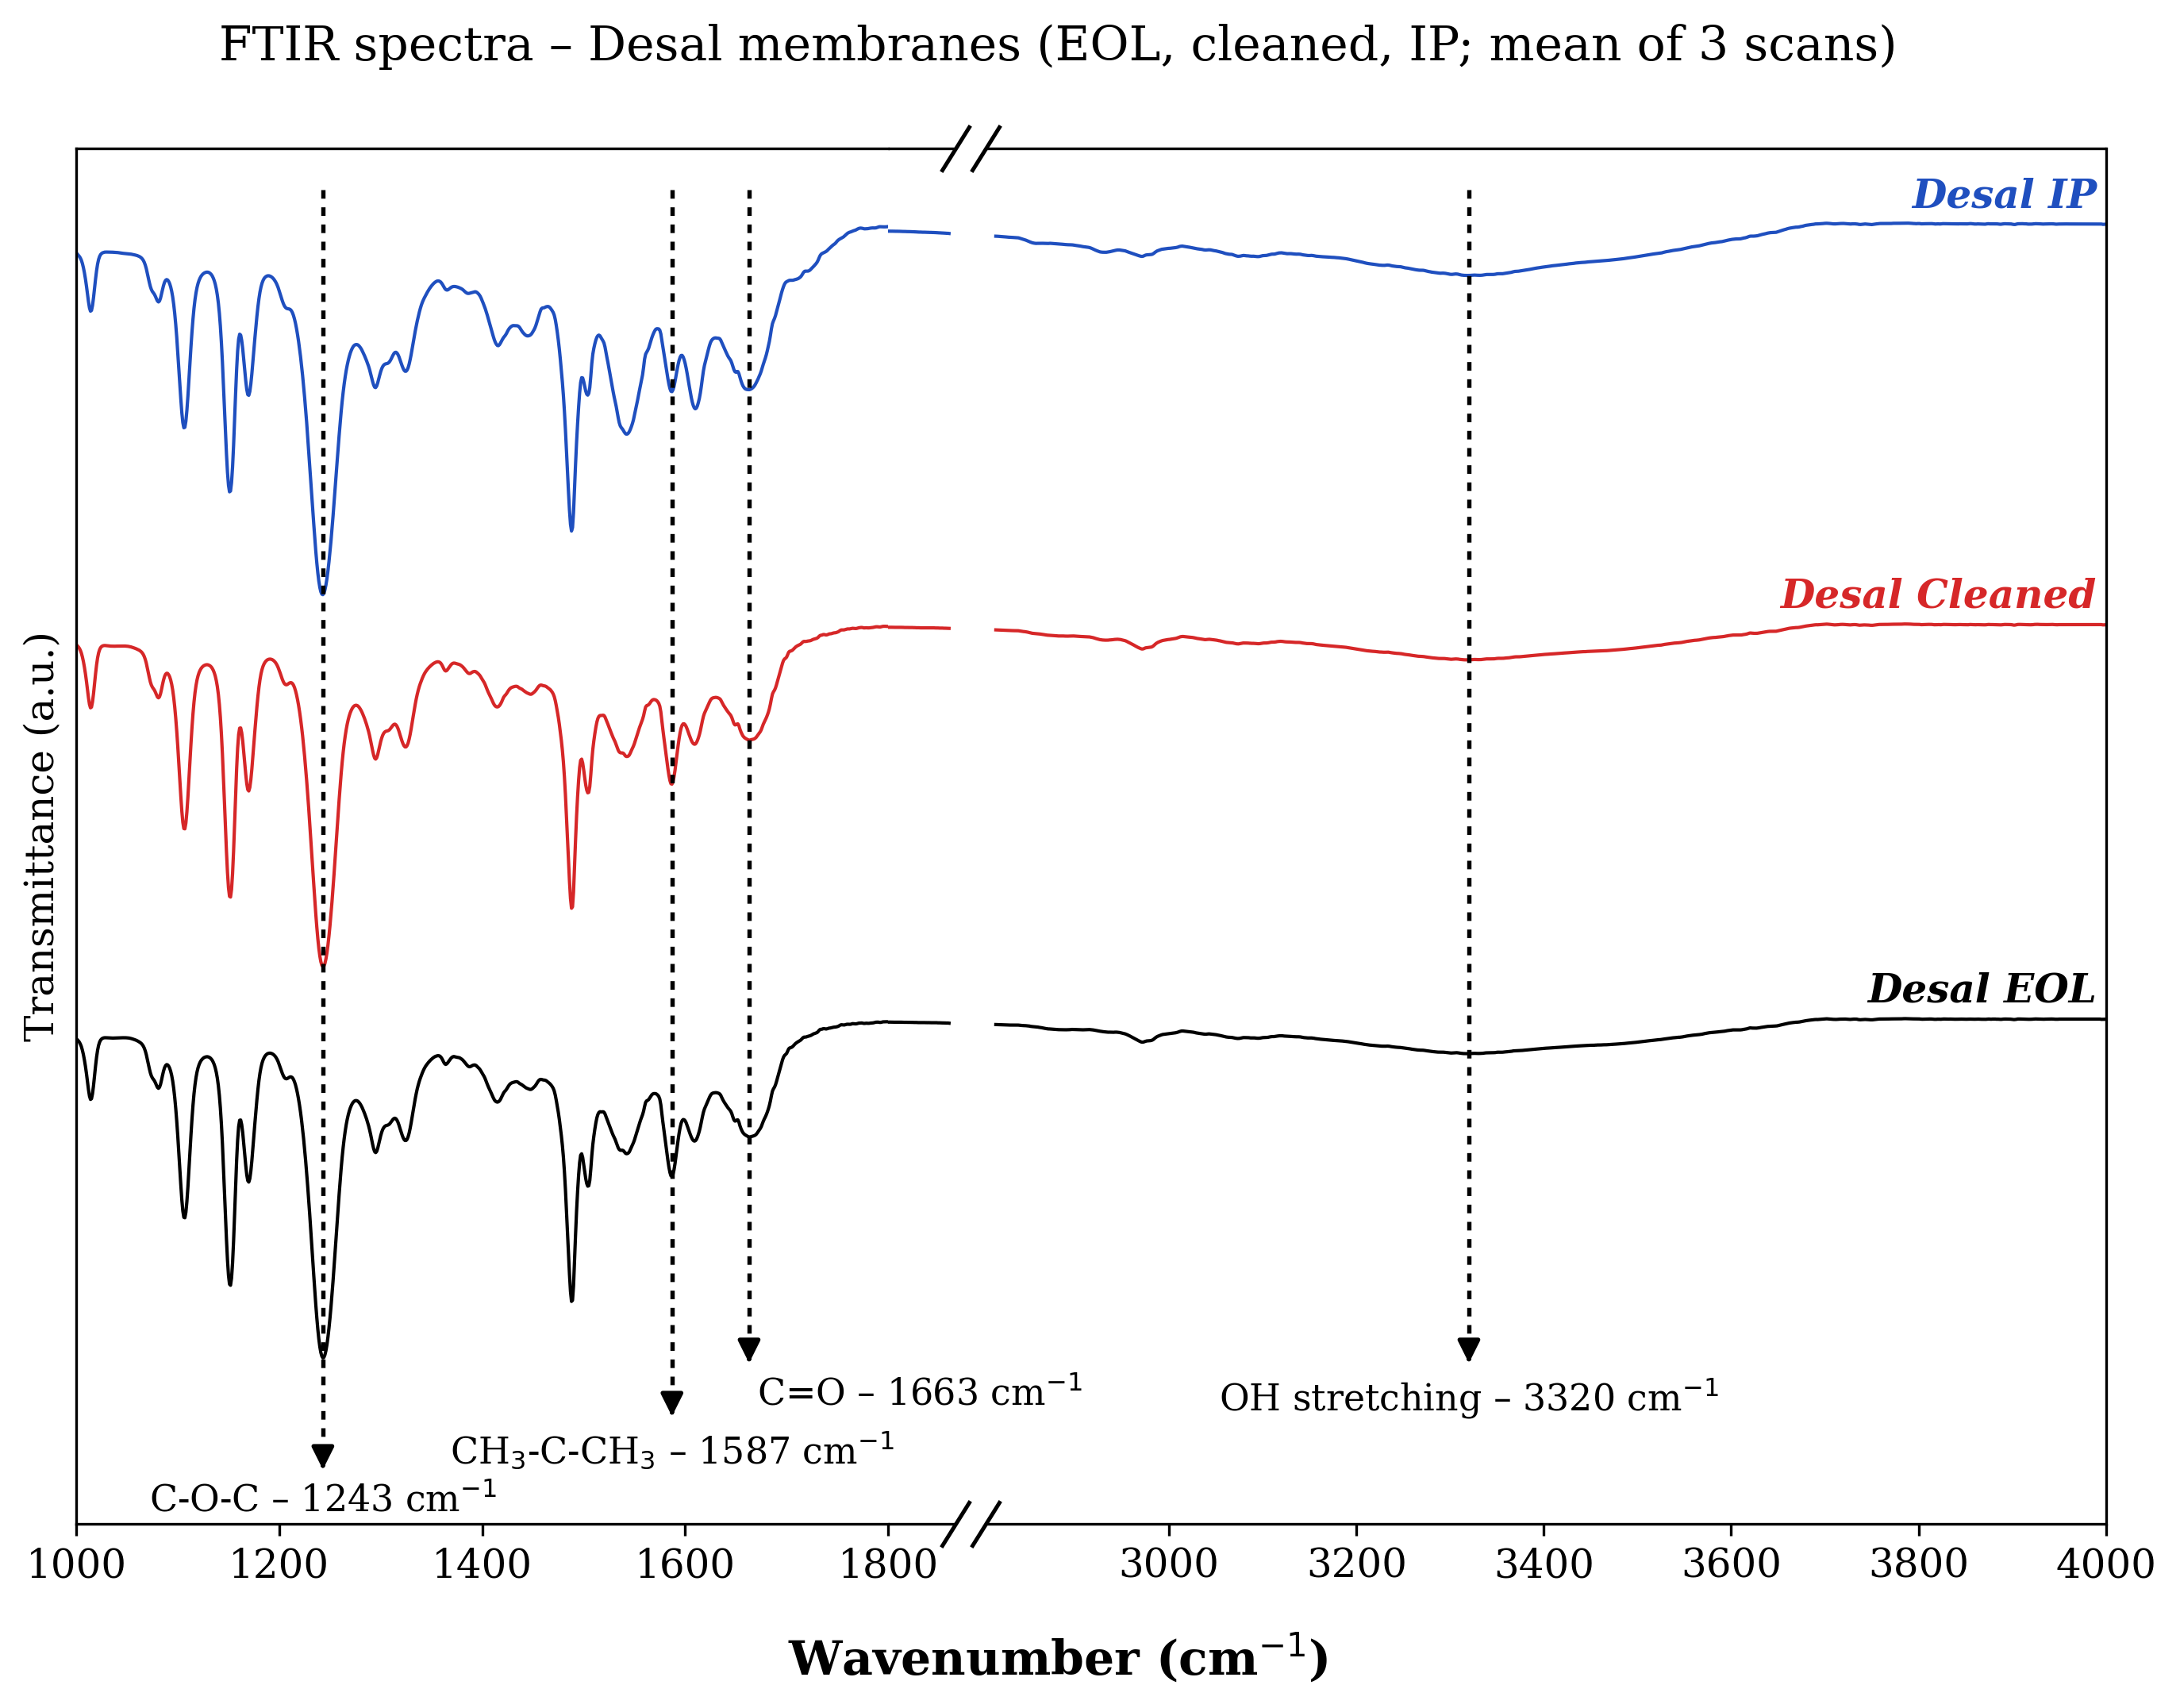 FTIR spectra – Desal membranes (EOL, cleaned, IP; mean of 3 scans)
Desal IP
Desal Cleaned
Transmittance (a.u.)
Desal EOL
C=O – 1663 cm⁻¹
OH stretching – 3320 cm⁻¹
CH₃-C-CH₃ – 1587 cm⁻¹
C-O-C – 1243 cm⁻¹
1000 1200 1400 1600 1800 3000 3200 3400 3600 3800 4000
Wavenumber (cm⁻¹)